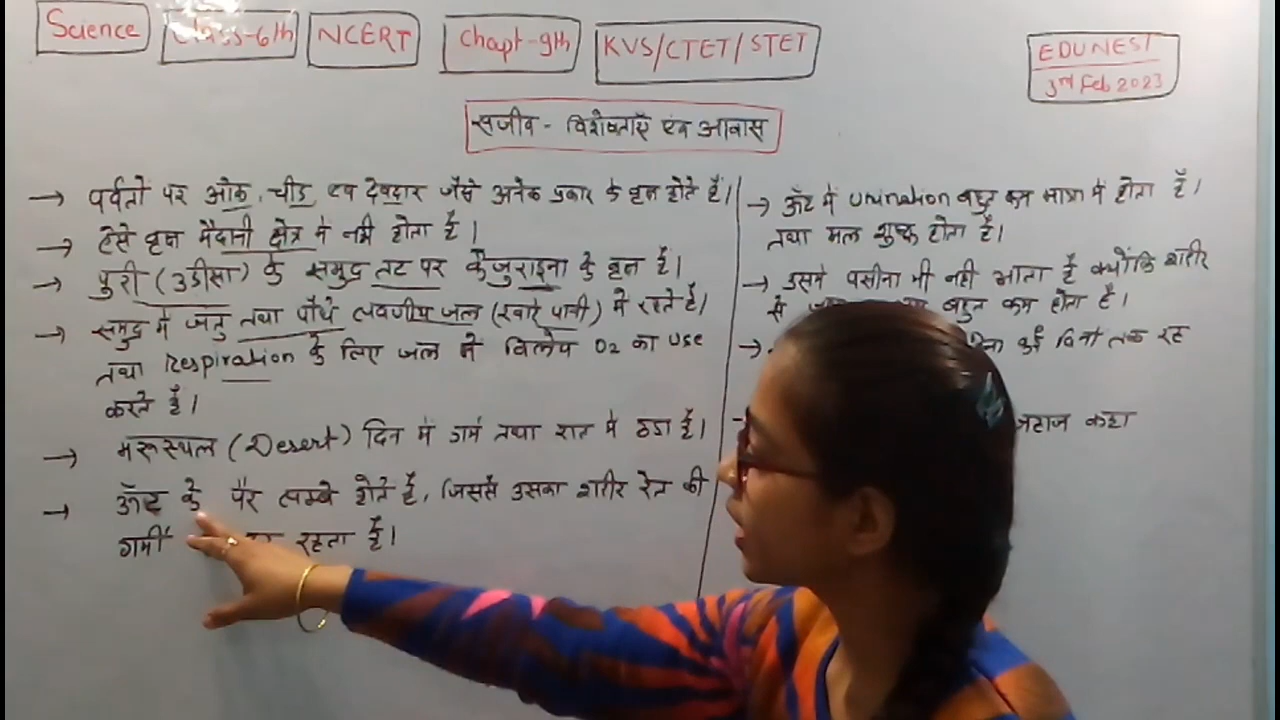 Science
Class-6th
NCERT
Chapt-9th
KVS/CTET/STET
EDUNEST
3rd Feb 2023
सजीव - विशेषताएँ एवं आवास
→ पर्वतों पर ओक, चीड़ एवं देवदार जैसे अनेक प्रकार के वृक्ष होते हैं।
→ ऐसे वृक्ष मैदानी क्षेत्र में नही होता है।
→ पुरी (उडीसा) के समुद्र तट पर कैजुराइना के वृक्ष हैं।
→ समुद्र में जंतु तथा पौधे लवणीय जल (खारे पानी) में रहते हैं।
तथा Respiration के लिए जल में विलेय O2 का use
करते हैं।
→ मरूस्थल (Desert) दिन में गर्म तथा रात में ठंडा है।
→ ऊँट के पैर लम्बे होते हैं, जिससे उसका शरीर रेत की
गर्मी रहता है।
→ ऊँट में Urination बहुत कम मात्रा में होता है।
तथा मल शुष्क होता है।
→ उसमे पसीना भी नही आता है क्योंकि शरीर
से बहुत कम होता है।
→ बिना कई दिनों तक रह
कहा